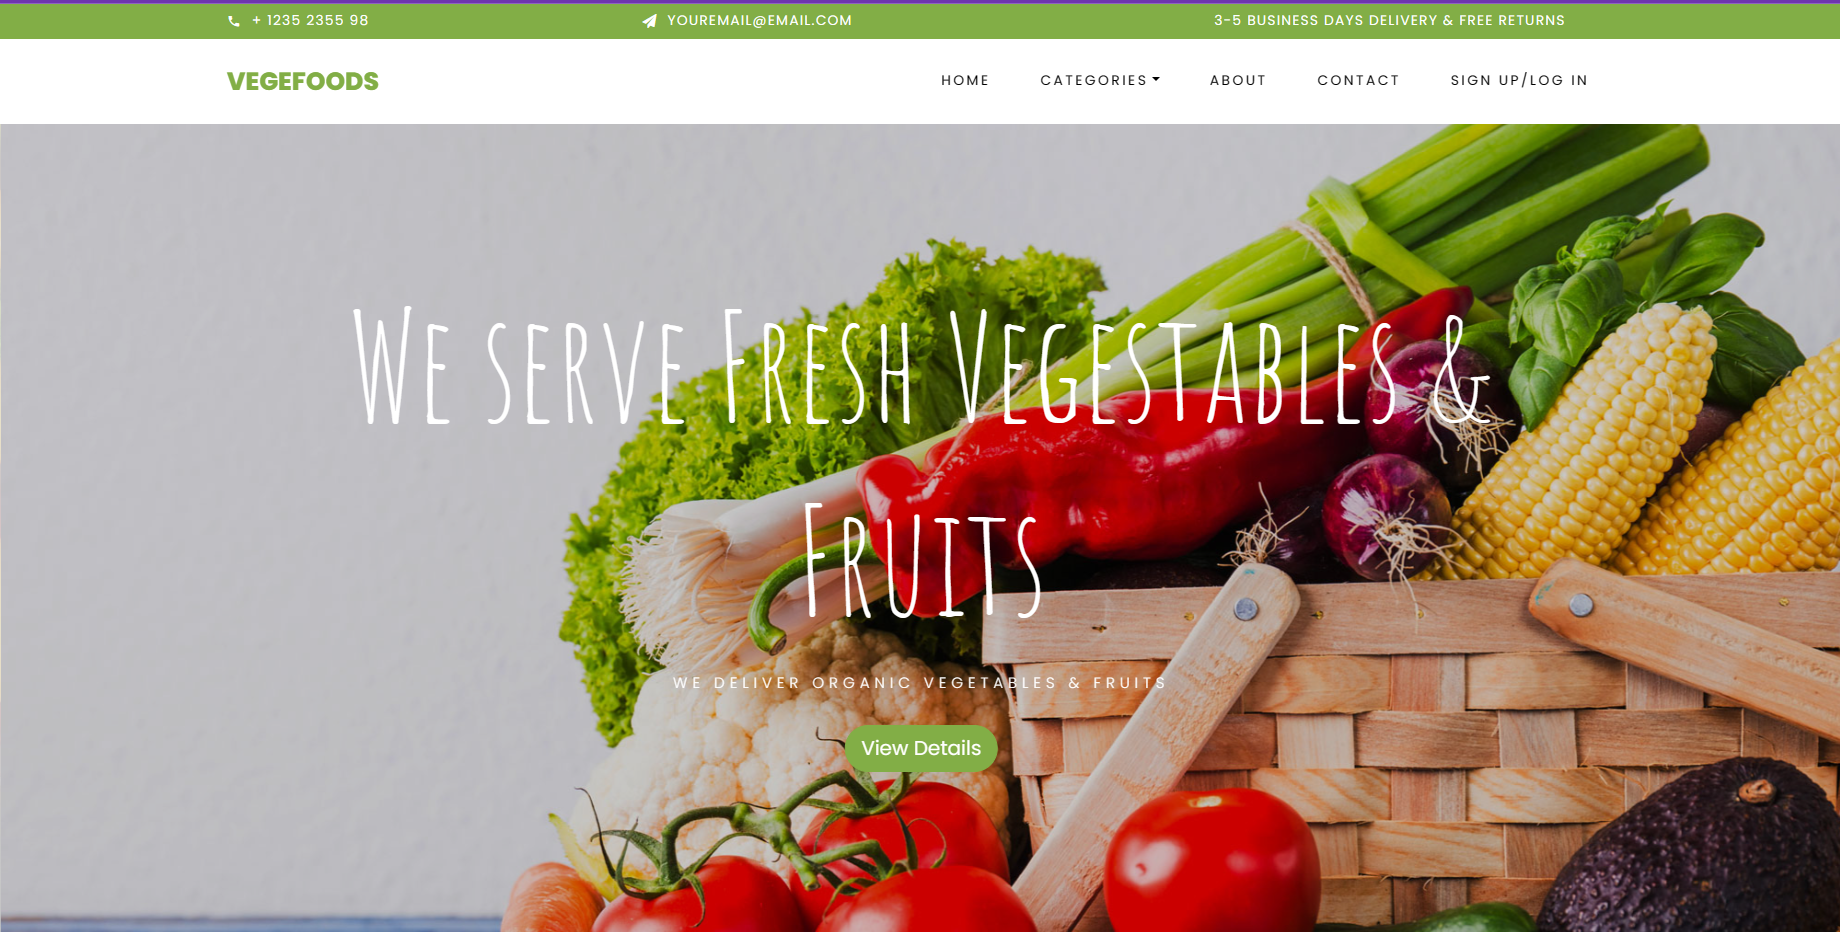 + 1235 2355 98
YOUREMAIL@EMAIL.COM
3-5 BUSINESS DAYS DELIVERY & FREE RETURNS
VEGEFOODS
HOME
CATEGORIES
ABOUT
CONTACT
SIGN UP/LOG IN
We serve Fresh Vegestables &
Fruits
WE DELIVER ORGANIC VEGETABLES & FRUITS
View Details